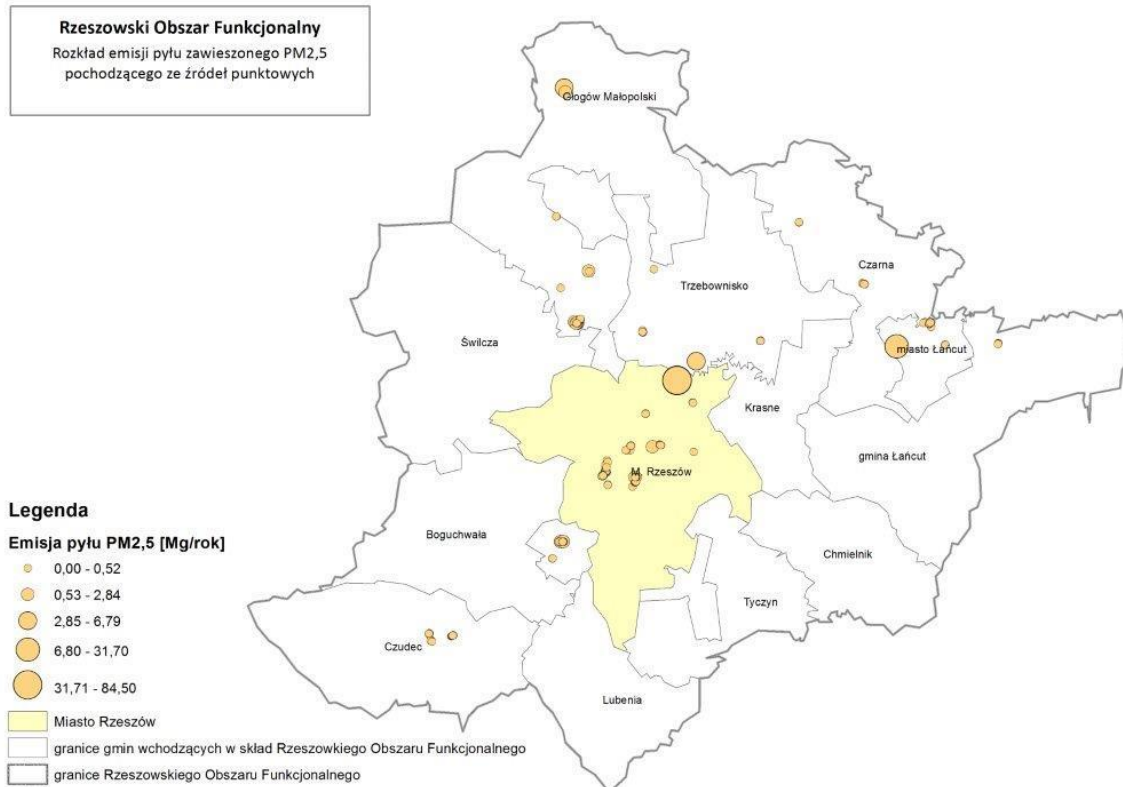 Rzeszowski Obszar Funkcjonalny
Rozkład emisji pyłu zawieszonego PM2,5
pochodzącego ze źródeł punktowych
Głogów Małopolski
Czarna
Trzebownisko
Świlcza
miasto Łańcut
Krasne
gmina Łańcut
M. Rzeszów
Boguchwała
Chmielnik
Tyczyn
Czudec
Lubenia
Legenda
Emisja pyłu PM2,5 [Mg/rok]
0,00 - 0,52
0,53 - 2,84
2,85 - 6,79
6,80 - 31,70
31,71 - 84,50
Miasto Rzeszów
granice gmin wchodzących w skład Rzeszowkiego Obszaru Funkcjonalnego
granice Rzeszowskiego Obszaru Funkcjonalnego